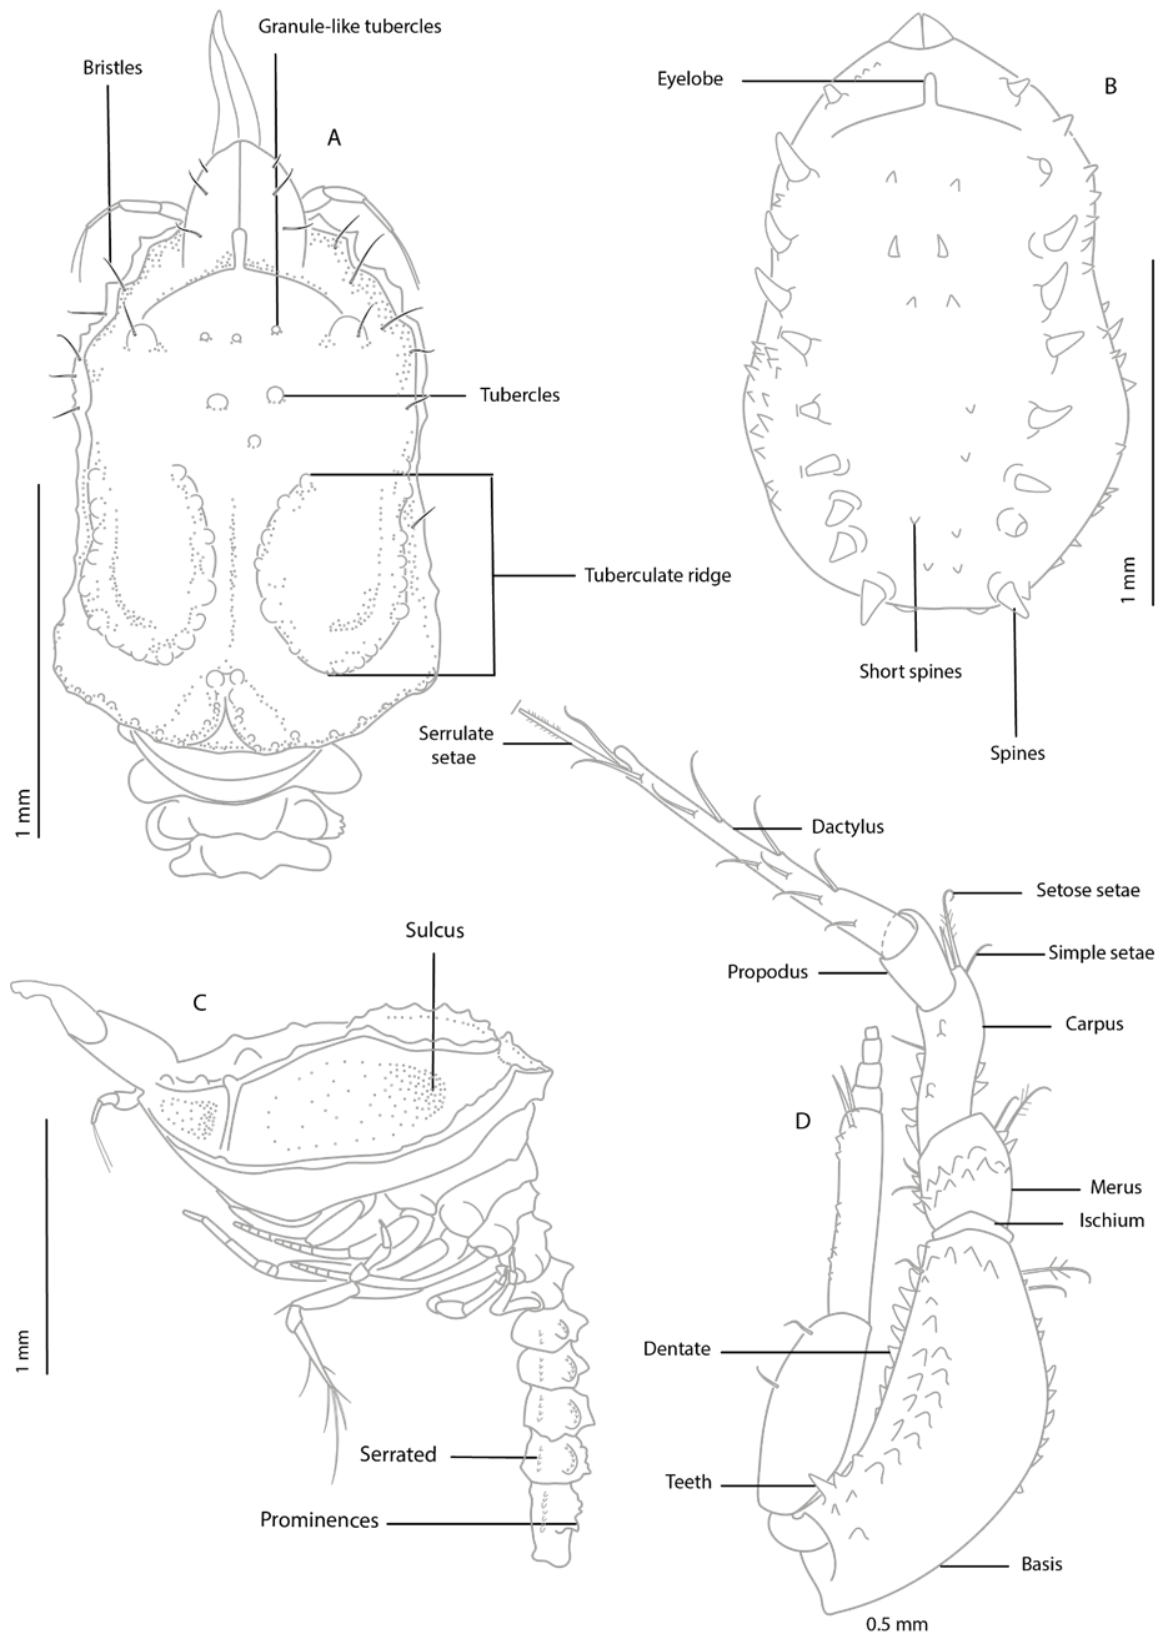 Granule-like tubercles
Bristles
A
Eyelobe
B
Tubercles
Tuberculate ridge
1 mm
1 mm
Short spines
Spines
Serrulate
setae
Dactylus
Setose setae
Simple setae
Propodus
Carpus
Sulcus
C
D
Merus
Ischium
1 mm
Dentate
Serrated
Teeth
Prominences
Basis
0.5 mm